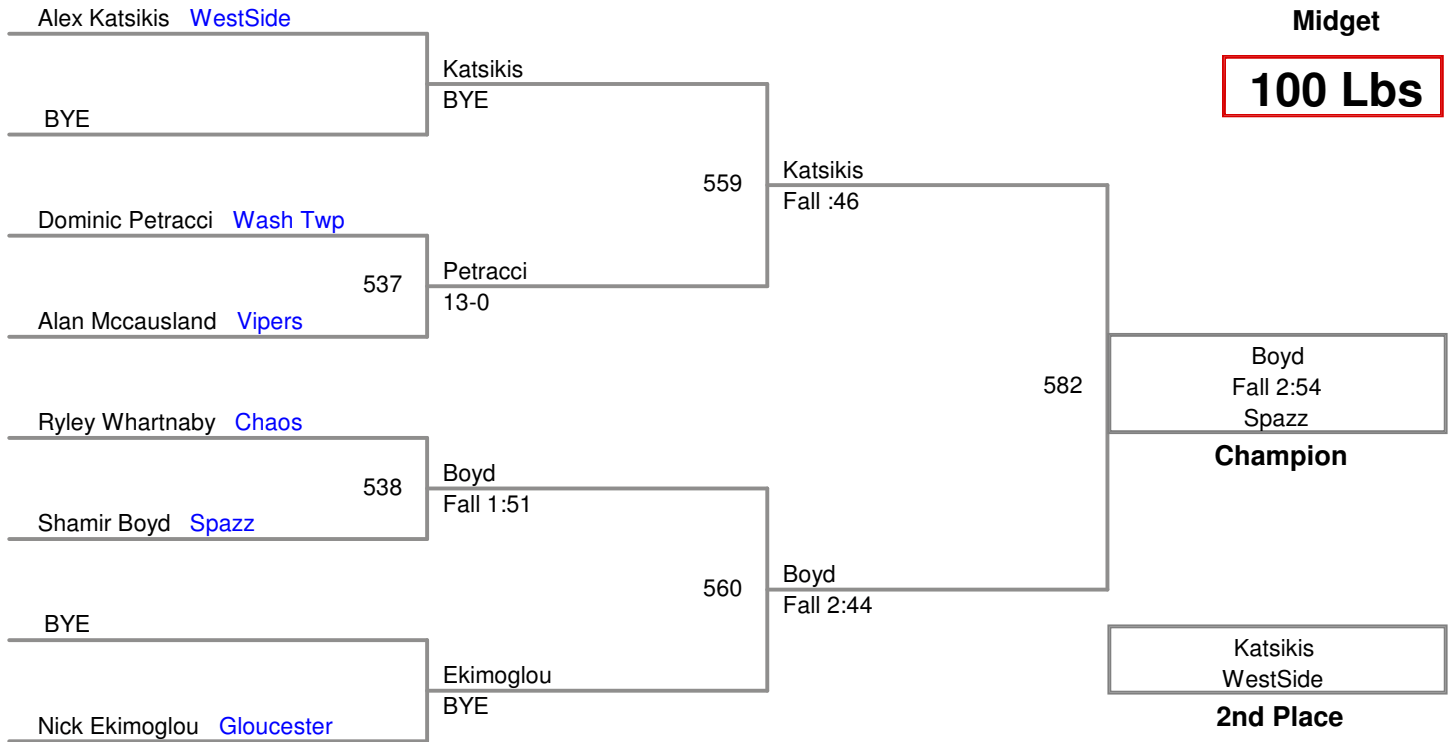 Alex Katsikis WestSide
Midget
Katsikis
BYE
100 Lbs
BYE
559
Katsikis
Fall :46
Dominic Petracci Wash Twp
537
Petracci
13-0
Alan Mccausland Vipers
582
Boyd
Fall 2:54
Spazz
Champion
Ryley Whartnaby Chaos
538
Boyd
Fall 1:51
Shamir Boyd Spazz
560
Boyd
Fall 2:44
BYE
Ekimoglou
BYE
Nick Ekimoglou Gloucester
Katsikis
WestSide
2nd Place